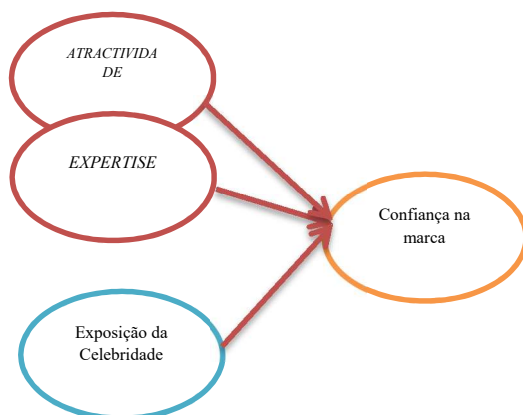 ATRACTIVIDA
DE
EXPERTISE
Confiança na
marca
Exposição da
Celebridade